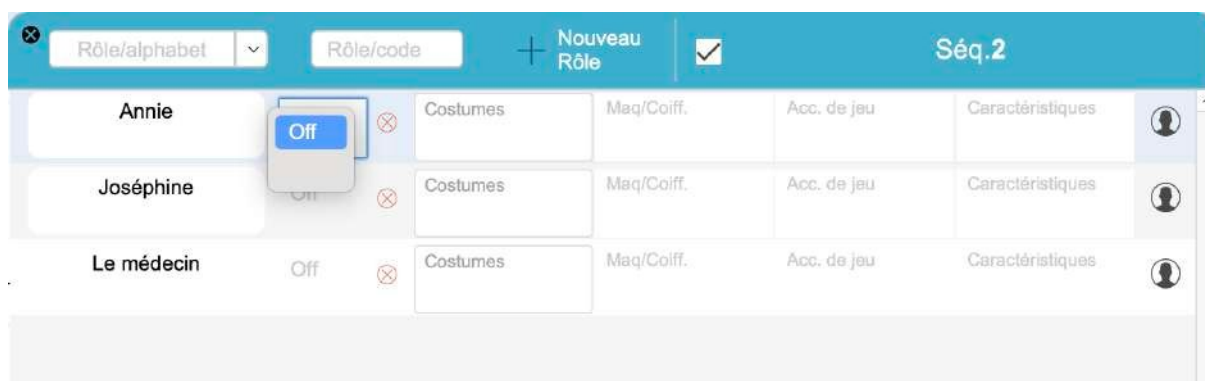 Rôle/alphabet Rôle/code Nouveau Rôle Séq.2
Annie Off Costumes Maq/Coiff. Acc. de jeu Caractéristiques
Joséphine Off Costumes Maq/Coiff. Acc. de jeu Caractéristiques
Le médecin Off Costumes Maq/Coiff. Acc. de jeu Caractéristiques